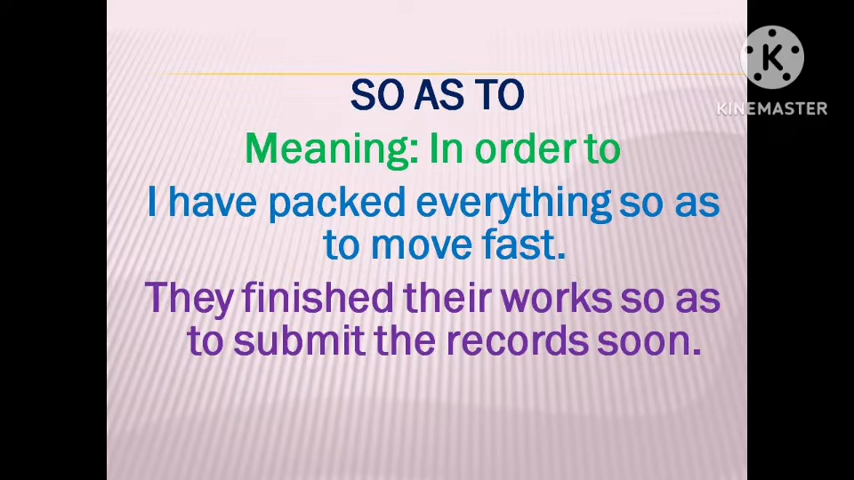 SO AS TO
Meaning: In order to
I have packed everything so as
to move fast.
They finished their works so as
to submit the records soon.
K
KINEMASTER